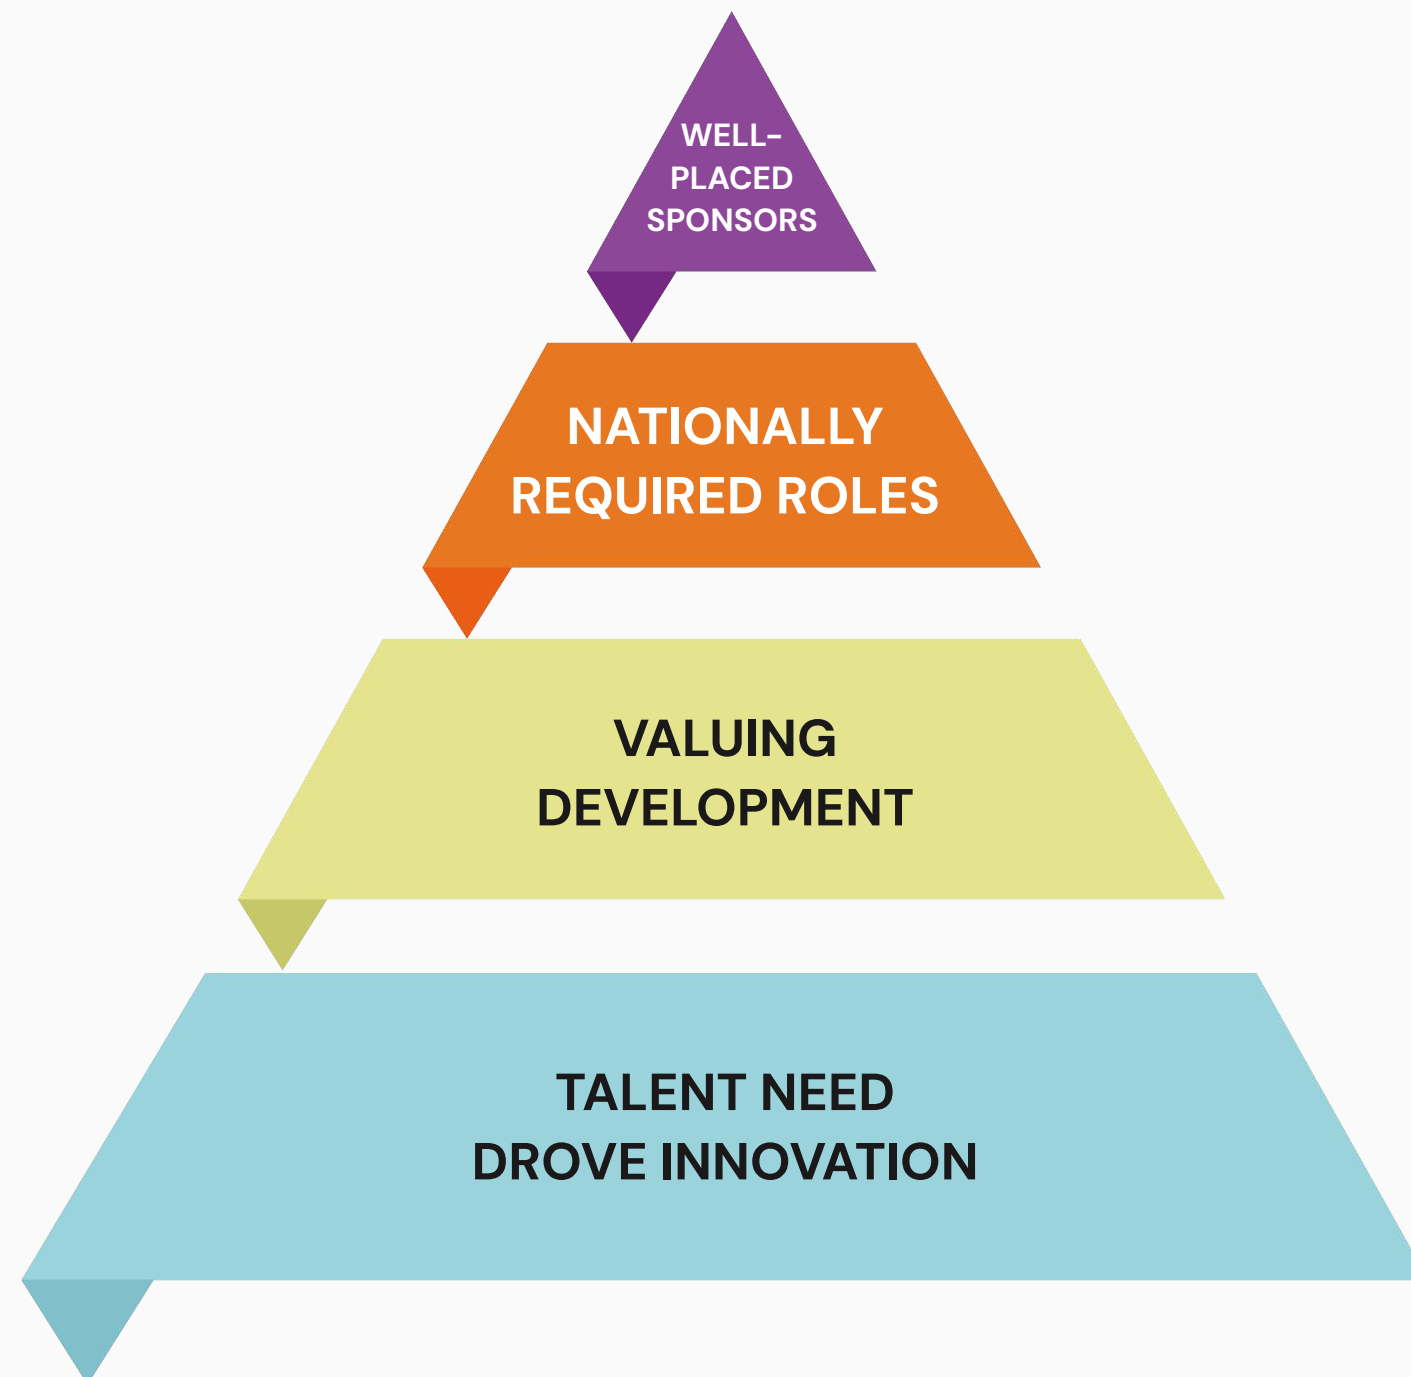 WELL-
PLACED
SPONSORS
NATIONALLY
REQUIRED ROLES
VALUING
DEVELOPMENT
TALENT NEED
DROVE INNOVATION